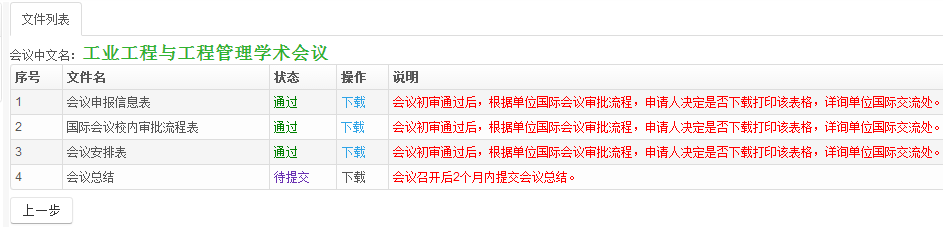 文件列表
会议中文名：工业工程与工程管理学术会议
序号 文件名 状态 操作 说明
1 会议申报信息表 通过 下载 会议初审通过后，根据单位国际会议审批流程，申请人决定是否下载打印该表格，详询单位国际交流处。
2 国际会议校内审批流程表 通过 下载 会议初审通过后，根据单位国际会议审批流程，申请人决定是否下载打印该表格，详询单位国际交流处。
3 会议安排表 通过 下载 会议初审通过后，根据单位国际会议审批流程，申请人决定是否下载打印该表格，详询单位国际交流处。
4 会议总结 待提交 下载 会议召开后2个月内提交会议总结。
上一步